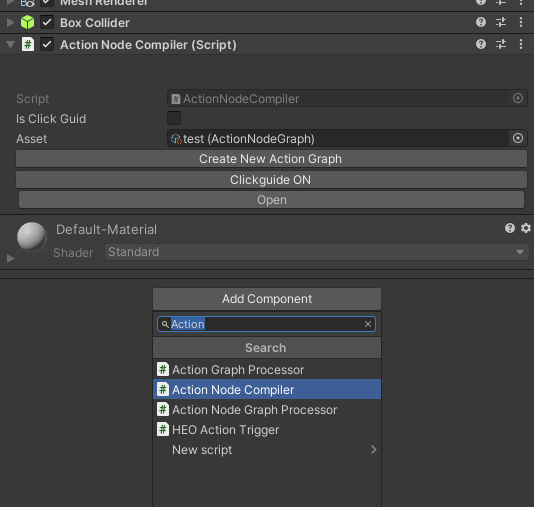 Mesh Renderer
Box Collider
Action Node Compiler (Script)
Script
ActionNodeCompiler
Is Click Guid
Asset
test (ActionNodeGraph)
Create New Action Graph
Clickguide ON
Open
Default-Material
Shader
Standard
Add Component
Action
Search
Action Graph Processor
Action Node Compiler
Action Node Graph Processor
HEO Action Trigger
New script